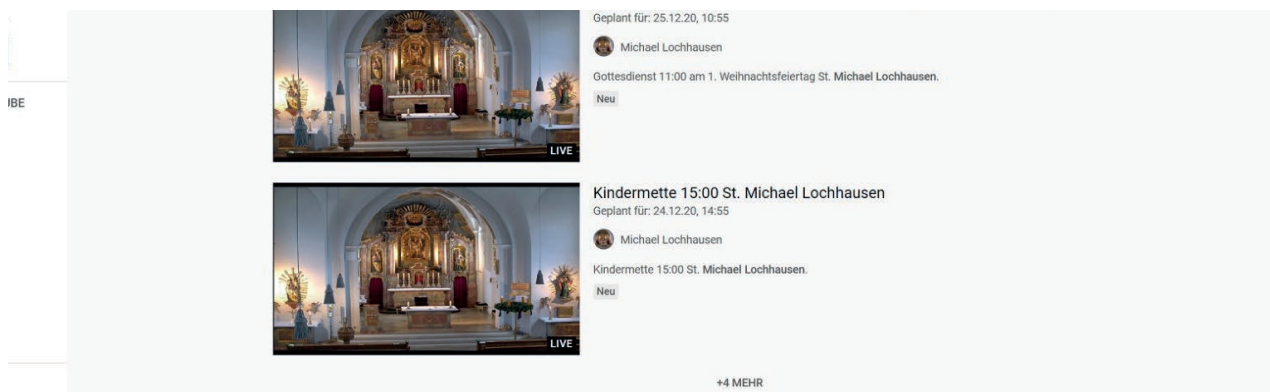 Geplant für: 25.12.20, 10:55
Michael Lochhausen
UBE
Gottesdienst 11:00 am 1. Weihnachtsfeiertag St. Michael Lochhausen.
Neu
LIVE
Kindermette 15:00 St. Michael Lochhausen
Geplant für: 24.12.20, 14:55
Michael Lochhausen
Kindermette 15:00 St. Michael Lochhausen.
Neu
LIVE
+4 MEHR